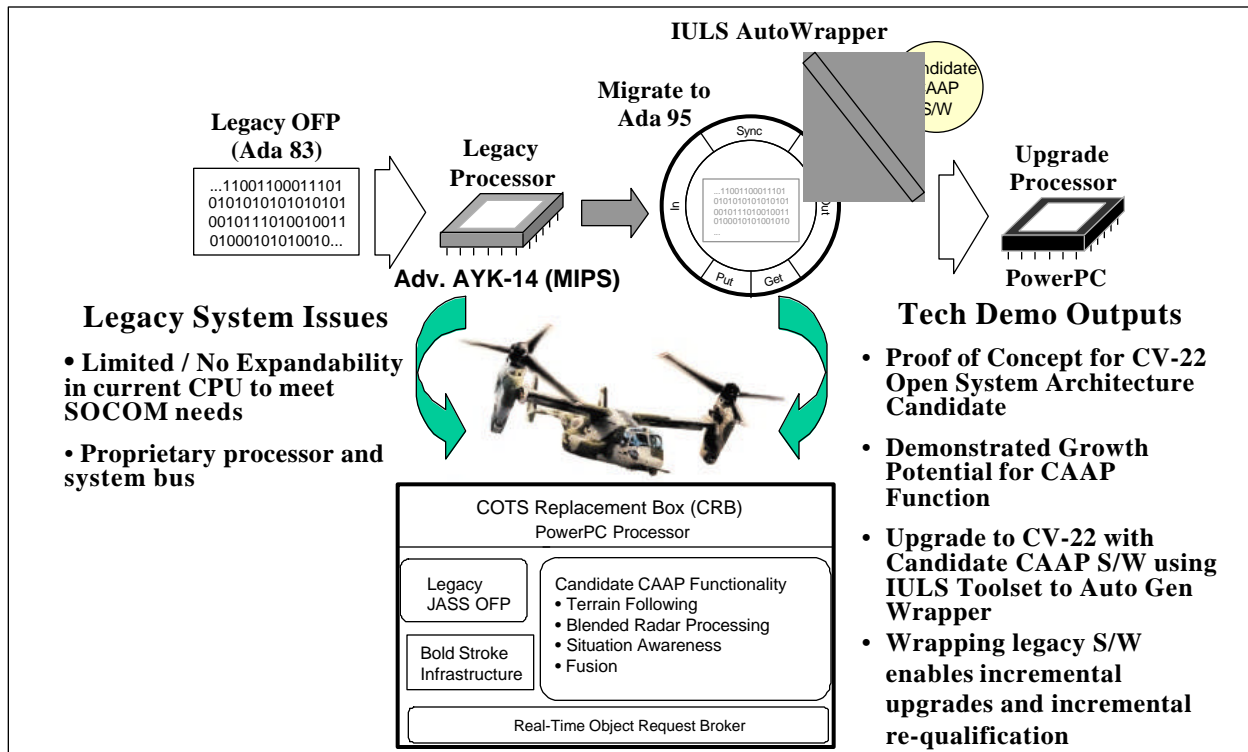 IULS AutoWrapper
Migrate to
Ada 95
S/W
Legacy OFP
(Ada 83)
...11001100011101
0101010101010101
0010111010010011
01000101010010...
Legacy
Processor
Adv. AYK-14 (MIPS)
Sync
In
Put
Get
...11001100011101
0101010101010101
0010111010010011
0100010101001010
...
Upgrade
Processor
PowerPC
Legacy System Issues
• Limited / No Expandability
in current CPU to meet
SOCOM needs
• Proprietary processor and
system bus
Tech Demo Outputs
• Proof of Concept for CV-22
Open System Architecture
Candidate
• Demonstrated Growth
Potential for CAAP
Function
• Upgrade to CV-22 with
Candidate CAAP S/W using
IULS Toolset to Auto Gen
Wrapper
• Wrapping legacy S/W
enables incremental
upgrades and incremental
re-qualification
COTS Replacement Box (CRB)
PowerPC Processor
Legacy
JASS OFP
Bold Stroke
Infrastructure
Candidate CAAP Functionality
• Terrain Following
• Blended Radar Processing
• Situation Awareness
• Fusion
Real-Time Object Request Broker